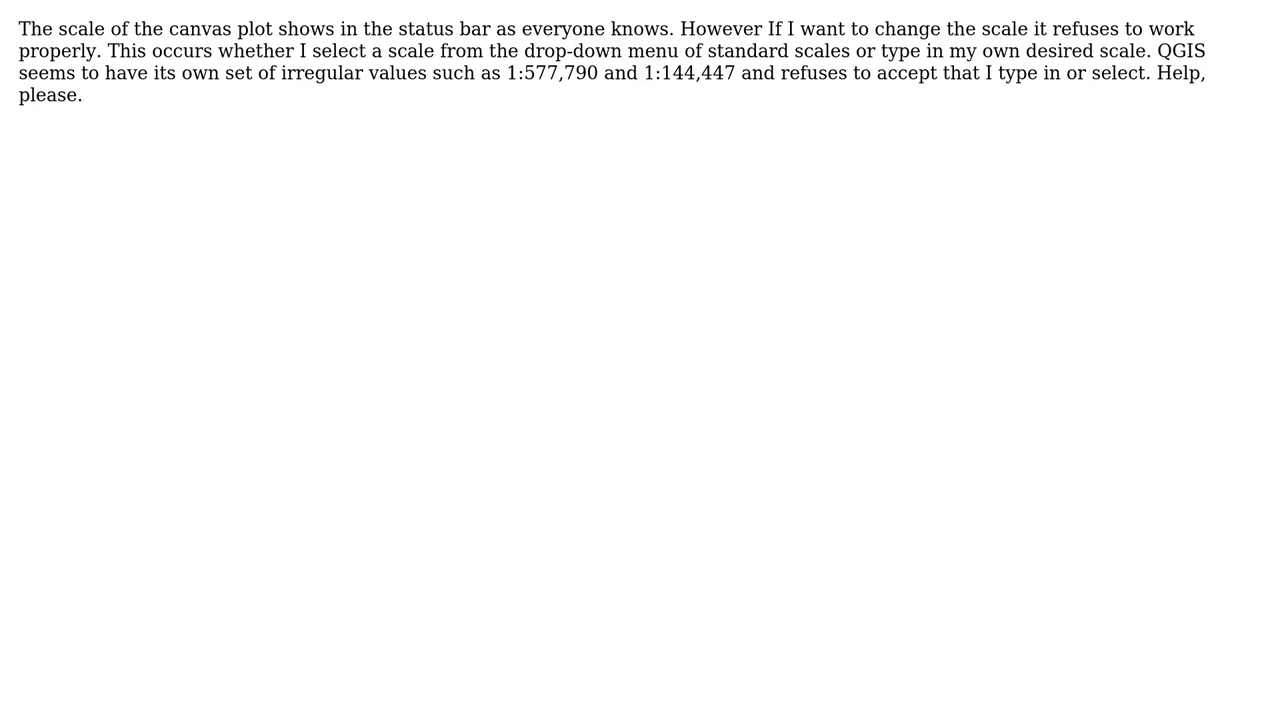 The scale of the canvas plot shows in the status bar as everyone knows. However If I want to change the scale it refuses to work
properly. This occurs whether I select a scale from the drop-down menu of standard scales or type in my own desired scale. QGIS
seems to have its own set of irregular values such as 1:577,790 and 1:144,447 and refuses to accept that I type in or select. Help,
please.